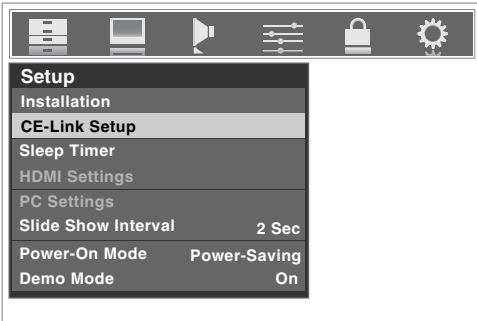 Setup
Installation
CE-Link Setup
Sleep Timer
HDMI Settings
PC Settings
Slide Show Interval 2 Sec
Power-On Mode Power-Saving
Demo Mode On